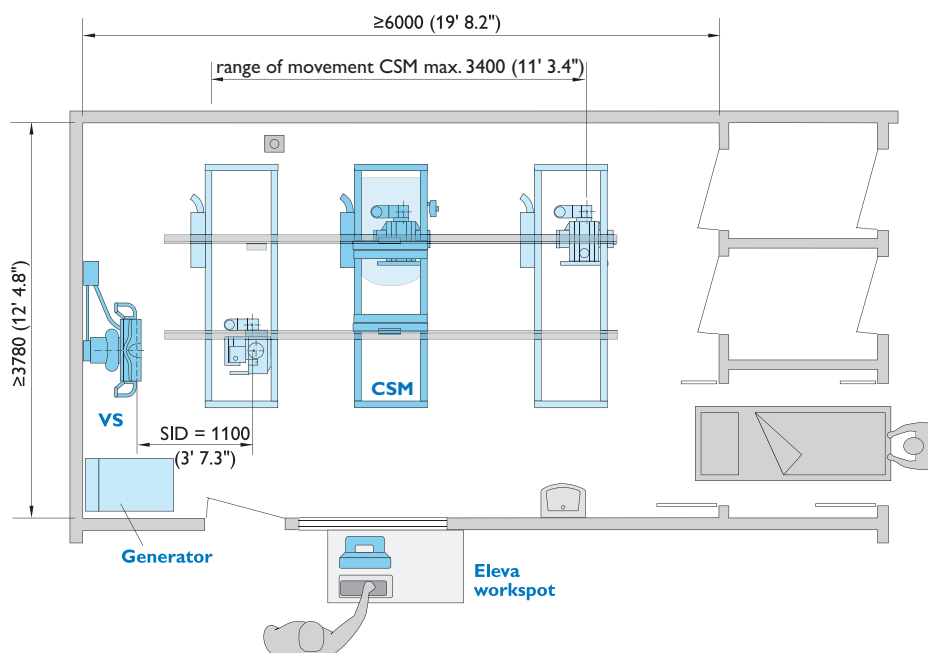 ≥6000 (19' 8.2")
range of movement CSM max. 3400 (11' 3.4")
≥3780 (12' 4.8")
CSM
VS
SID = 1100
(3' 7.3")
Generator
Eleva
workspot